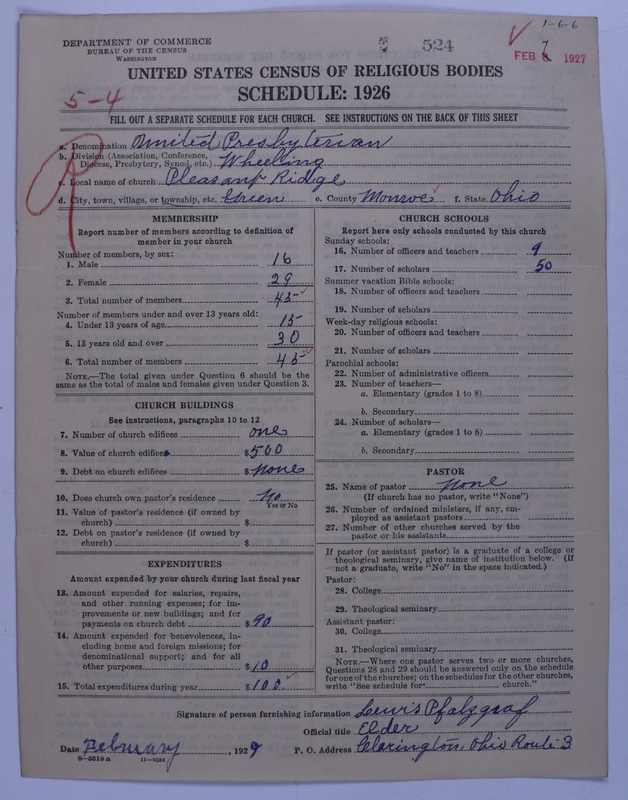 1-6-6
DEPARTMENT OF COMMERCE
BUREAU OF THE CENSUS
WASHINGTON
524
FEB 7 1927
UNITED STATES CENSUS OF RELIGIOUS BODIES
SCHEDULE: 1926
5-4
FILL OUT A SEPARATE SCHEDULE FOR EACH CHURCH. SEE INSTRUCTIONS ON THE BACK OF THIS SHEET
a. Denomination United Presbyterian
b. Division (Association, Conference, Diocese, Presbytery, Synod, etc.) Wheeling
c. Local name of church Pleasant Ridge
d. City, town, village, or township, etc. Green e. County Monroe f. State Ohio
MEMBERSHIP
Report number of members according to definition of
member in your church
Number of members, by sex:
1. Male 16
2. Female 29
3. Total number of members 45
Number of members under and over 13 years old:
4. Under 13 years of age 15
5. 13 years old and over 30
6. Total number of members 45
NOTE.—The total given under Question 6 should be the
same as the total of males and females given under Question 3.
CHURCH BUILDINGS
See instructions, paragraphs 10 to 12
7. Number of church edifices one
8. Value of church edifices $500
9. Debt on church edifices $none
10. Does church own pastor's residence No
Yes or No
11. Value of pastor's residence (if owned by
church) $
12. Debt on pastor's residence (if owned by
church) $
EXPENDITURES
Amount expended by your church during last fiscal year
13. Amount expended for salaries, repairs,
and other running expenses; for im-
provements or new buildings; and for
payments on church debt $90
14. Amount expended for benevolences, in-
cluding home and foreign missions; for
denominational support; and for all
other purposes $10
15. Total expenditures during year $100
CHURCH SCHOOLS
Report here only schools conducted by this church
Sunday schools:
16. Number of officers and teachers 9
17. Number of scholars 50
Summer vacation Bible schools:
18. Number of officers and teachers
19. Number of scholars
Week-day religious schools:
20. Number of officers and teachers
21. Number of scholars
Parochial schools:
22. Number of administrative officers
23. Number of teachers—
a. Elementary (grades 1 to 8)
b. Secondary
24. Number of scholars—
a. Elementary (grades 1 to 8)
b. Secondary
PASTOR
25. Name of pastor None
(If church has no pastor, write "None")
26. Number of ordained ministers, if any, em-
ployed as assistant pastors
27. Number of other churches served by the
pastor or his assistants
If pastor (or assistant pastor) is a graduate of a college or
theological seminary, give name of institution below. (If
not a graduate, write "No" in the space indicated.)
Pastor:
28. College
29. Theological seminary
Assistant pastor:
30. College
31. Theological seminary
NOTE.—Where one pastor serves two or more churches,
Questions 28 and 29 should be answered only on the schedule
for one of the churches; on the schedules for the other churches,
write "See schedule for church."
Signature of person furnishing information Lewis Pfalzgraf
Official title Elder
Date February, 1927 P. O. Address Clarington, Ohio Route 3
8-5518a 11-9154